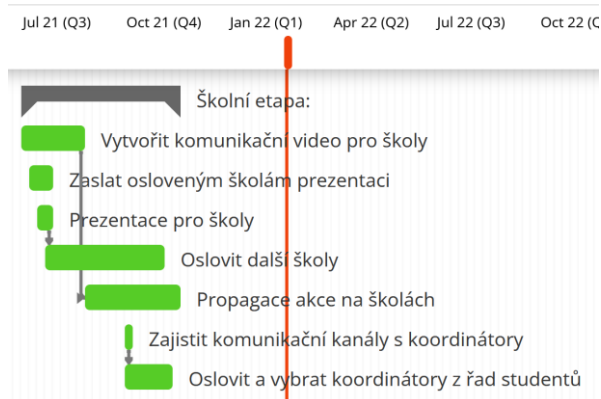 Jul 21 (Q3) Oct 21 (Q4) Jan 22 (Q1) Apr 22 (Q2) Jul 22 (Q3) Oct 22 (Q
Školní etapa:
Vytvořit komunikační video pro školy
Zaslat osloveným školám prezentaci
Prezentace pro školy
Oslovit další školy
Propagace akce na školách
Zajistit komunikační kanály s koordinátory
Oslovit a vybrat koordinátory z řad studentů